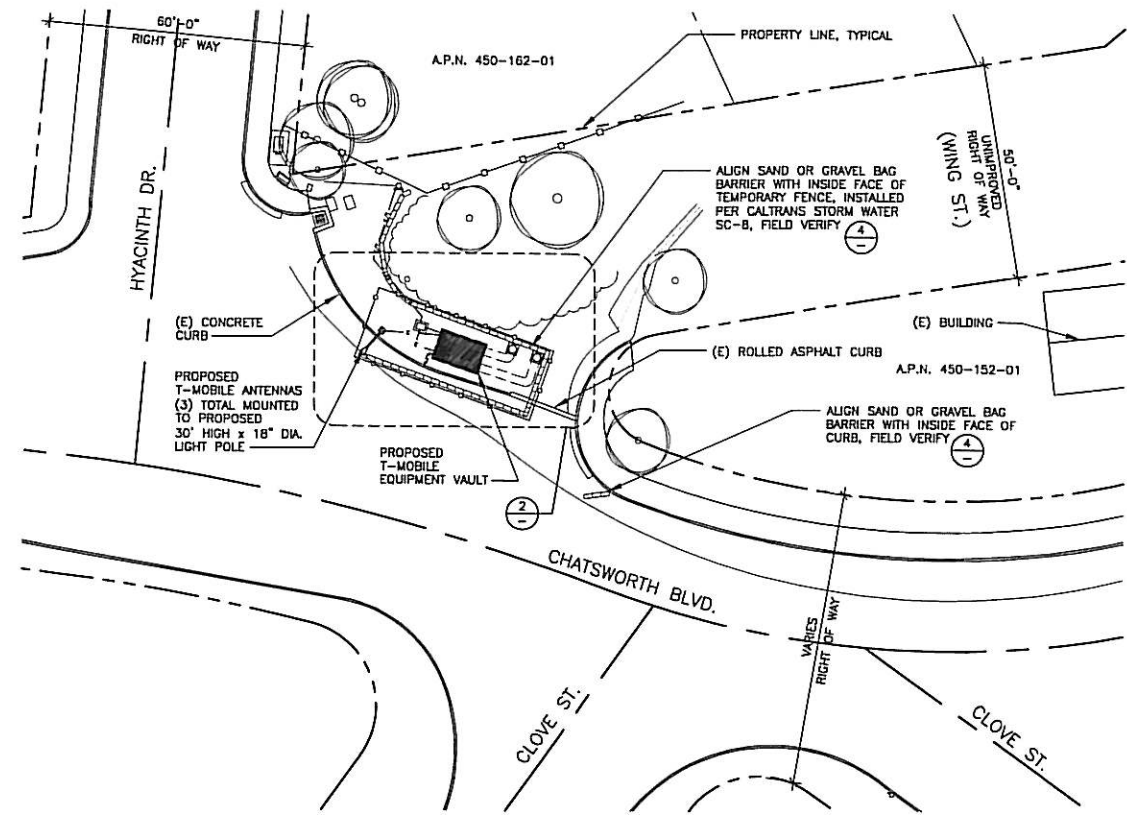 60'-0"
RIGHT OF WAY
A.P.N. 450-162-01
PROPERTY LINE, TYPICAL
UNIMPROVED
RIGHT OF WAY
(WING ST.)
50'-0"
ALIGN SAND OR GRAVEL BAG
BARRIER WITH INSIDE FACE OF
TEMPORARY FENCE, INSTALLED
PER CALTRANS STORM WATER
SC-8, FIELD VERIFY
4
-
HYACINTH DR.
(E) CONCRETE
CURB
(E) BUILDING
(E) ROLLED ASPHALT CURB
A.P.N. 450-152-01
PROPOSED
T-MOBILE ANTENNAS
(3) TOTAL MOUNTED
TO PROPOSED
30' HIGH x 18" DIA.
LIGHT POLE
ALIGN SAND OR GRAVEL BAG
BARRIER WITH INSIDE FACE OF
CURB, FIELD VERIFY
4
-
PROPOSED
T-MOBILE
EQUIPMENT VAULT
2
-
CHATSWORTH BLVD.
VARIES
RIGHT OF WAY
CLOVE ST.
CLOVE ST.